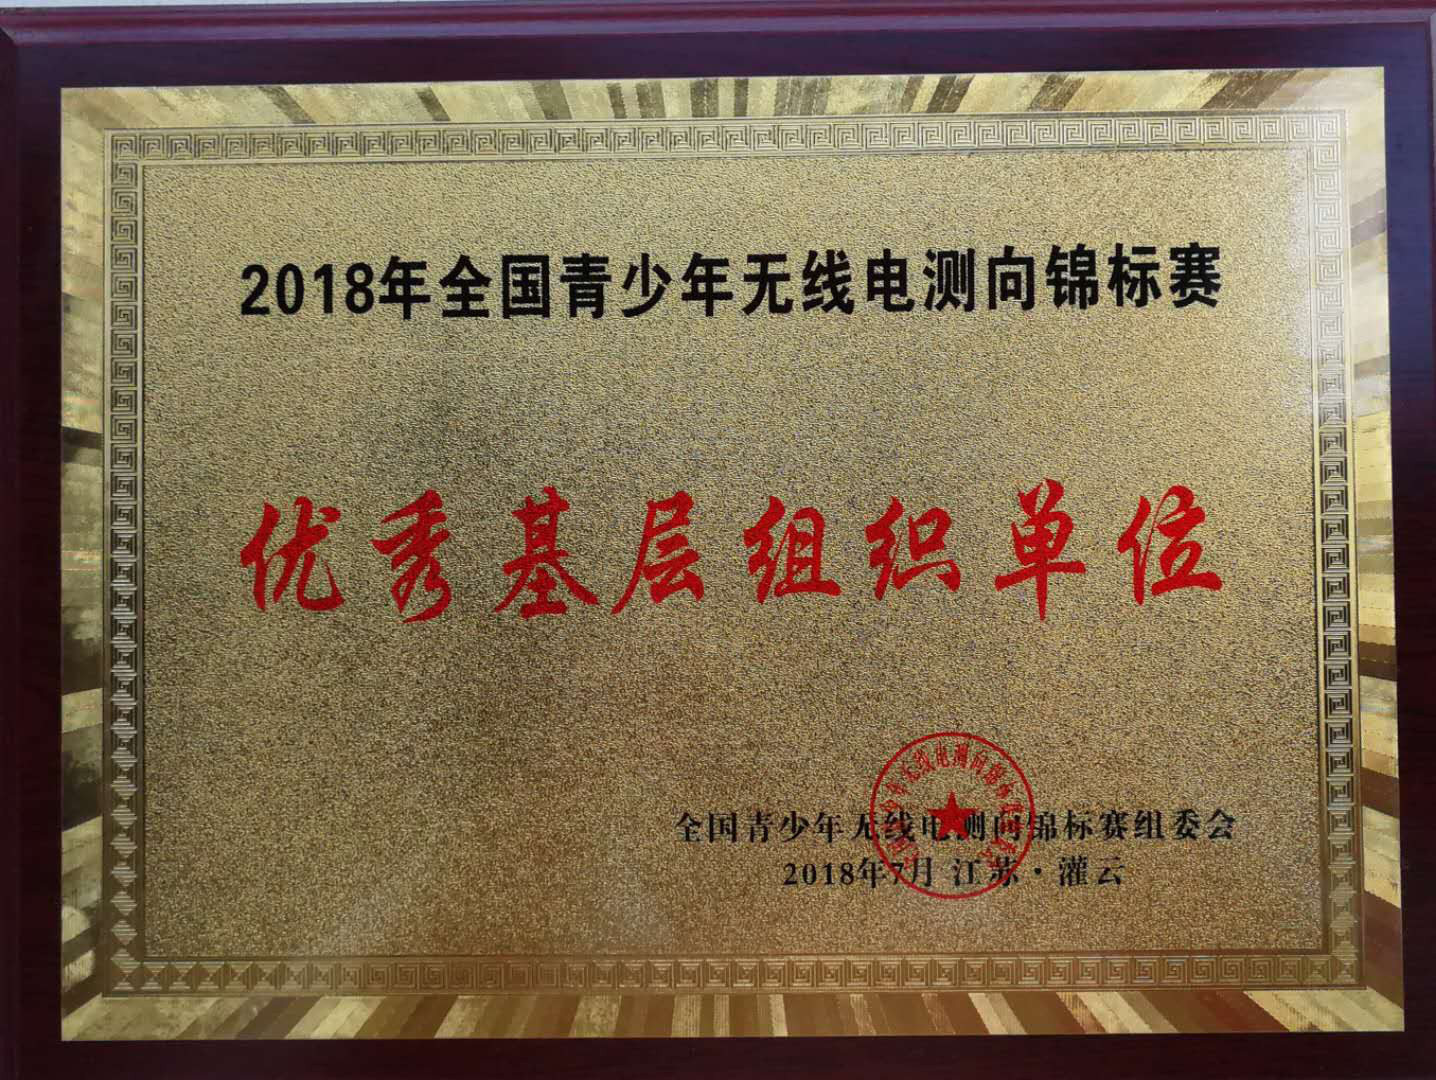 2018年全国青少年无线电测向锦标赛
优秀基层组织单位
全国青少年无线电测向锦标赛组委会
2018年7月 江苏·灌云